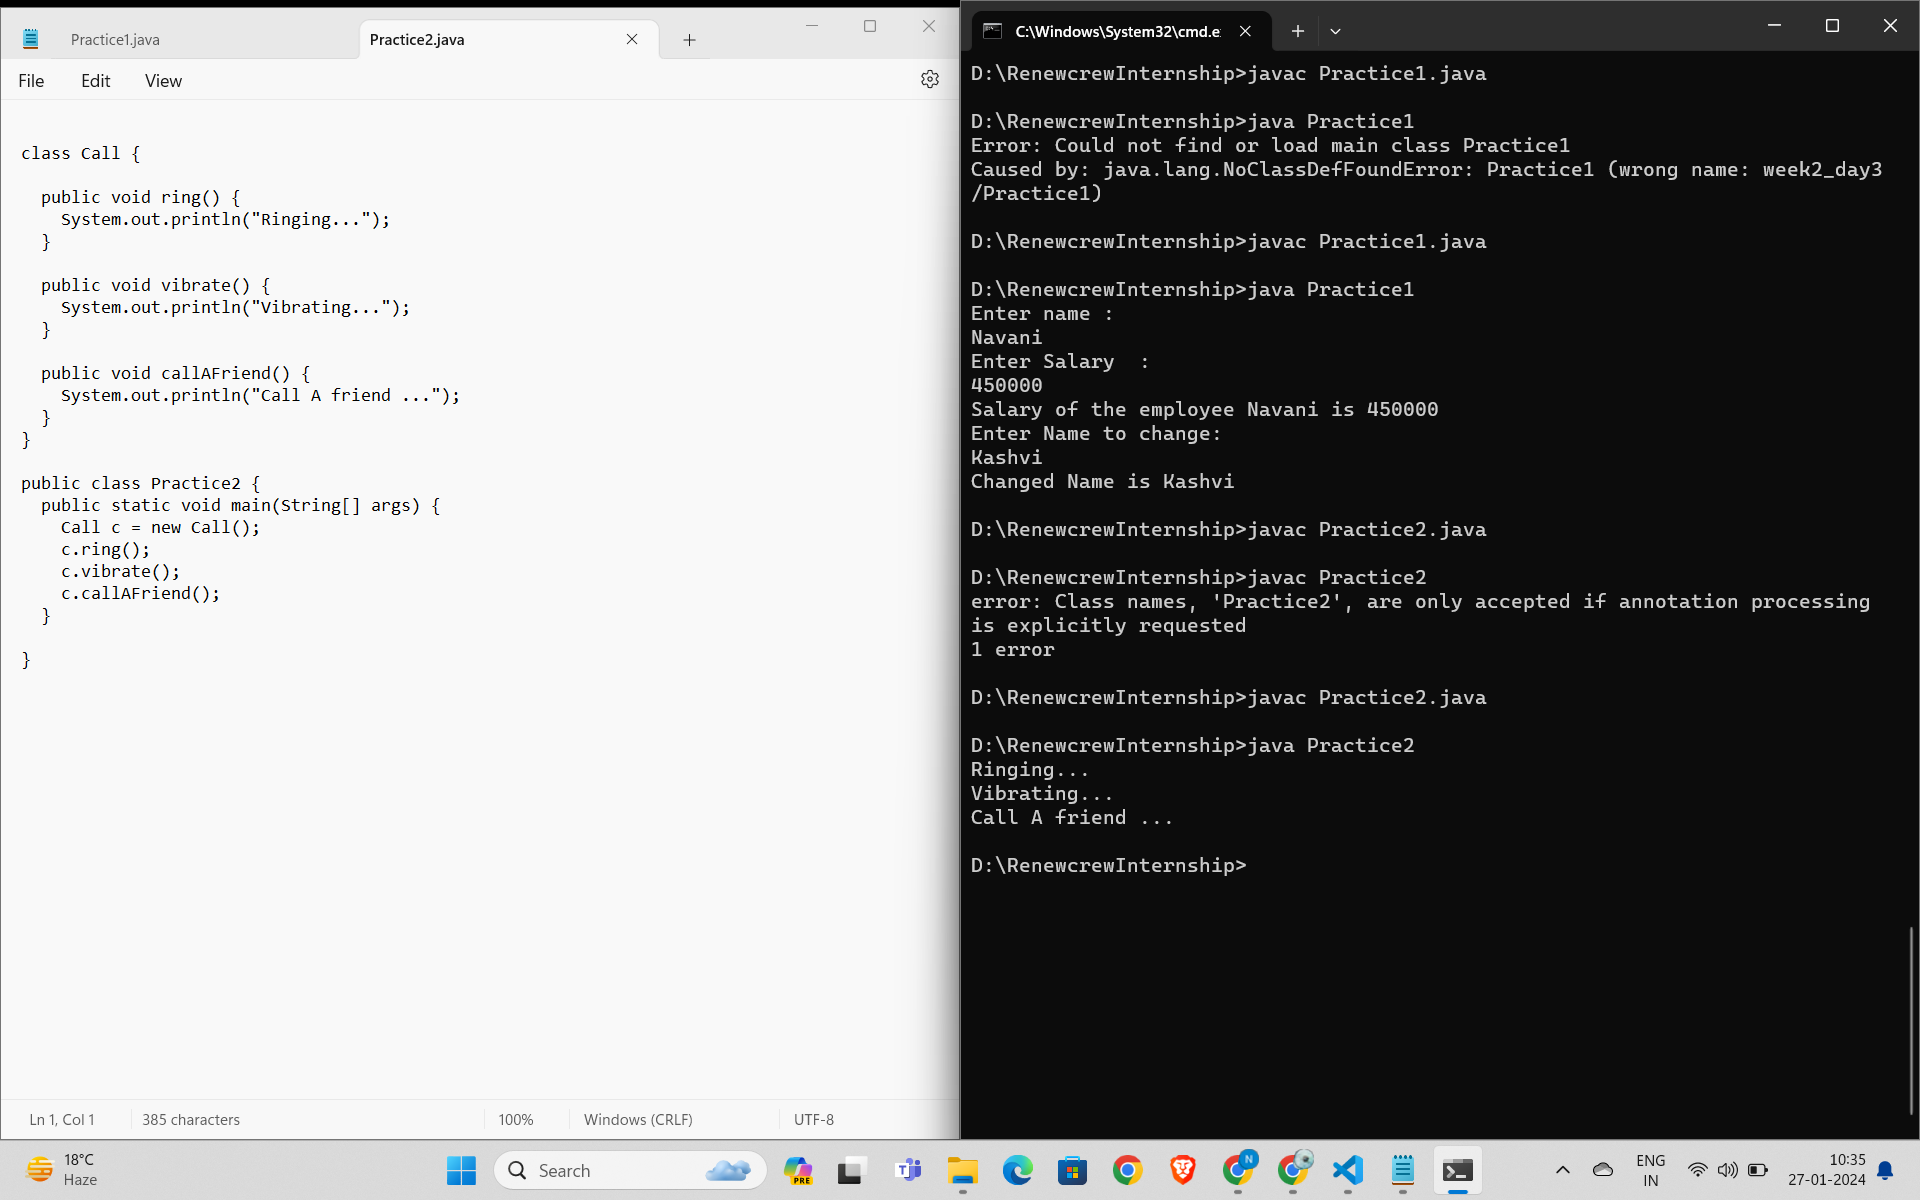 Practice1.java
Practice2.java
File Edit View
class Call {
  public void ring() {
    System.out.println("Ringing...");
  }
  public void vibrate() {
    System.out.println("Vibrating...");
  }
  public void callAFriend() {
    System.out.println("Call A friend ...");
  }
}
public class Practice2 {
  public static void main(String[] args) {
    Call c = new Call();
    c.ring();
    c.vibrate();
    c.callAFriend();
  }
}
Ln 1, Col 1 385 characters 100% Windows (CRLF) UTF-8
C:\Windows\System32\cmd.e
D:\RenewcrewInternship>javac Practice1.java
D:\RenewcrewInternship>java Practice1
Error: Could not find or load main class Practice1
Caused by: java.lang.NoClassDefFoundError: Practice1 (wrong name: week2_day3
/Practice1)
D:\RenewcrewInternship>javac Practice1.java
D:\RenewcrewInternship>java Practice1
Enter name :
Navani
Enter Salary  :
450000
Salary of the employee Navani is 450000
Enter Name to change:
Kashvi
Changed Name is Kashvi
D:\RenewcrewInternship>javac Practice2.java
D:\RenewcrewInternship>javac Practice2
error: Class names, 'Practice2', are only accepted if annotation processing
is explicitly requested
1 error
D:\RenewcrewInternship>javac Practice2.java
D:\RenewcrewInternship>java Practice2
Ringing...
Vibrating...
Call A friend ...
D:\RenewcrewInternship>
18°C
Haze
Search
PRE
N
ENG
IN
10:35
27-01-2024